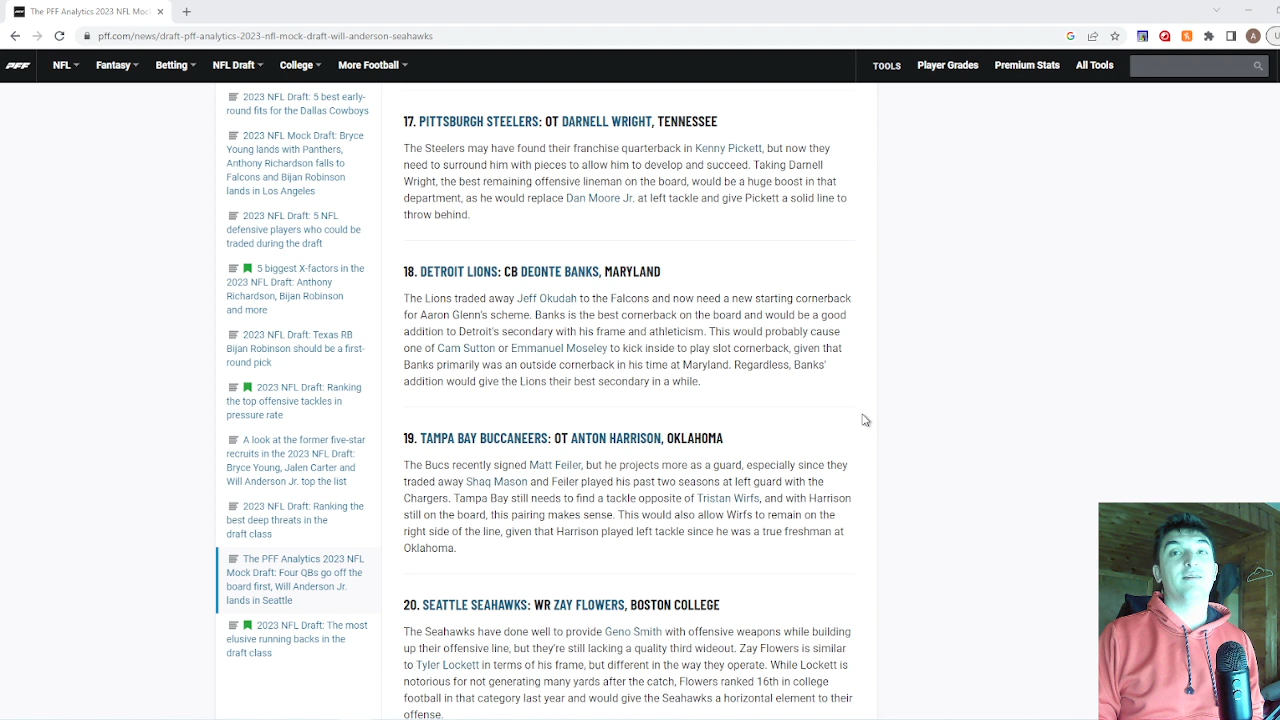 The PFF Analytics 2023 NFL Moc
pff.com/news/draft-pff-analytics-2023-nfl-mock-draft-will-anderson-seahawks
A
PFF
NFL
Fantasy
Betting
NFL Draft
College
More Football
TOOLS
Player Grades
Premium Stats
All Tools
2023 NFL Draft: 5 best early-
round fits for the Dallas Cowboys
2023 NFL Mock Draft: Bryce
Young lands with Panthers,
Anthony Richardson falls to
Falcons and Bijan Robinson
lands in Los Angeles
2023 NFL Draft: 5 NFL
defensive players who could be
traded during the draft
5 biggest X-factors in the
2023 NFL Draft: Anthony
Richardson, Bijan Robinson
and more
2023 NFL Draft: Texas RB
Bijan Robinson should be a first-
round pick
2023 NFL Draft: Ranking
the top offensive tackles in
pressure rate
A look at the former five-star
recruits in the 2023 NFL Draft:
Bryce Young, Jalen Carter and
Will Anderson Jr. top the list
2023 NFL Draft: Ranking the
best deep threats in the
draft class
The PFF Analytics 2023 NFL
Mock Draft: Four QBs go off the
board first, Will Anderson Jr.
lands in Seattle
2023 NFL Draft: The most
elusive running backs in the
draft class
17. PITTSBURGH STEELERS: OT DARNELL WRIGHT, TENNESSEE
The Steelers may have found their franchise quarterback in Kenny Pickett, but now they
need to surround him with pieces to allow him to develop and succeed. Taking Darnell
Wright, the best remaining offensive lineman on the board, would be a huge boost in that
department, as he would replace Dan Moore Jr. at left tackle and give Pickett a solid line to
throw behind.
18. DETROIT LIONS: CB DEONTE BANKS, MARYLAND
The Lions traded away Jeff Okudah to the Falcons and now need a new starting cornerback
for Aaron Glenn's scheme. Banks is the best cornerback on the board and would be a good
addition to Detroit's secondary with his frame and athleticism. This would probably cause
one of Cam Sutton or Emmanuel Moseley to kick inside to play slot cornerback, given that
Banks primarily was an outside cornerback in his time at Maryland. Regardless, Banks'
addition would give the Lions their best secondary in a while.
19. TAMPA BAY BUCCANEERS: OT ANTON HARRISON, OKLAHOMA
The Bucs recently signed Matt Feiler, but he projects more as a guard, especially since they
traded away Shaq Mason and Feiler played his past two seasons at left guard with the
Chargers. Tampa Bay still needs to find a tackle opposite of Tristan Wirfs, and with Harrison
still on the board, this pairing makes sense. This would also allow Wirfs to remain on the
right side of the line, given that Harrison played left tackle since he was a true freshman at
Oklahoma.
20. SEATTLE SEAHAWKS: WR ZAY FLOWERS, BOSTON COLLEGE
The Seahawks have done well to provide Geno Smith with offensive weapons while building
up their offensive line, but they're still lacking a quality third wideout. Zay Flowers is similar
to Tyler Lockett in terms of his frame, but different in the way they operate. While Lockett is
notorious for not generating many yards after the catch, Flowers ranked 16th in college
football in that category last year and would give the Seahawks a horizontal element to their
offense.